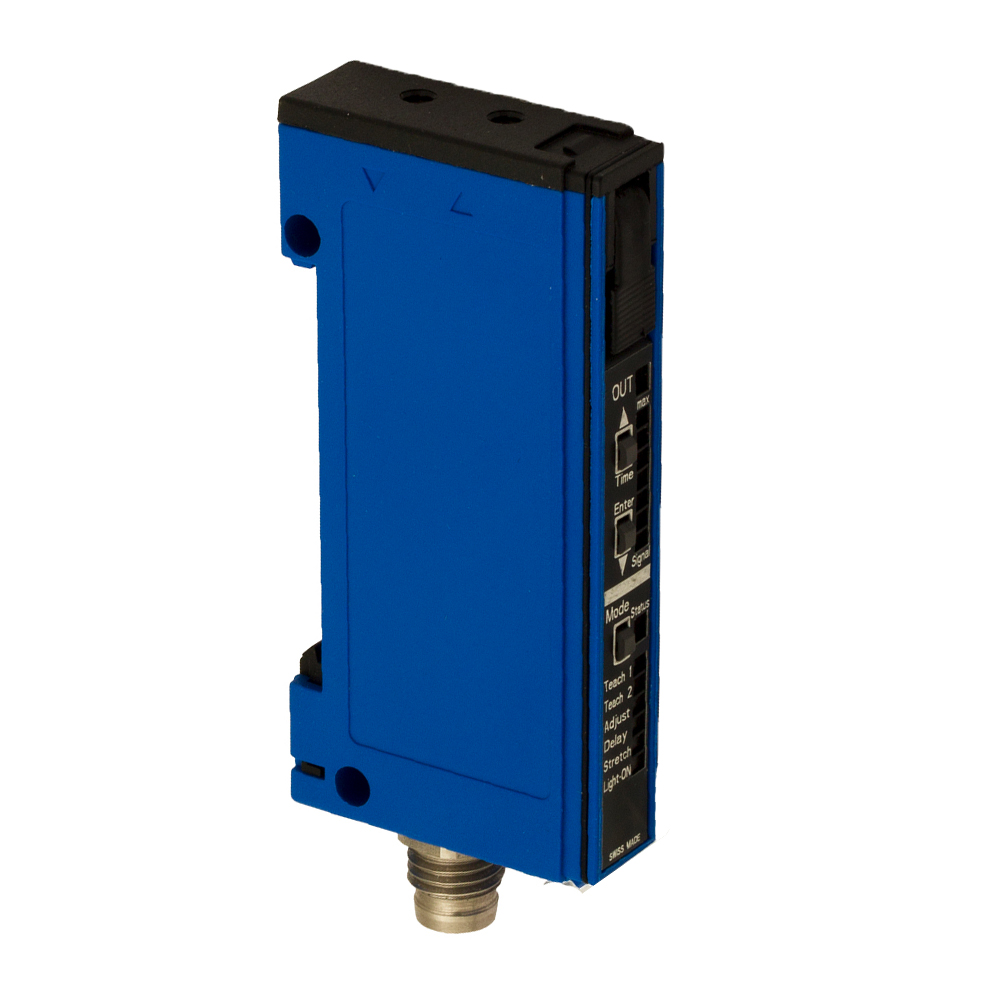 OUT
max
Time
Enter
Signal
Mode Status
Teach 1
Teach 2
Adjust
Delay
Stretch
Light-ON
SWISS MADE